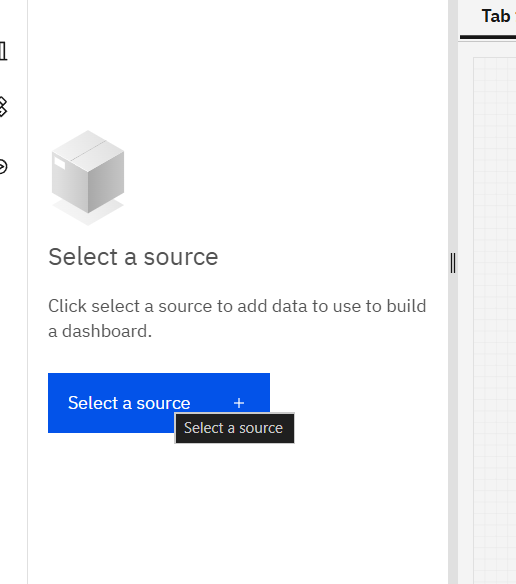 Tab
Select a source
Click select a source to add data to use to build
a dashboard.
Select a source +
Select a source